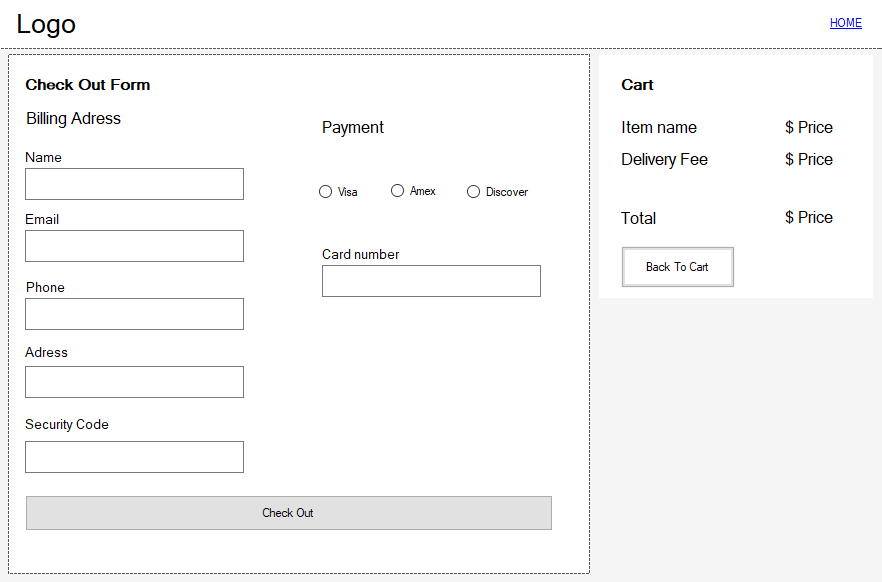 Logo
HOME
Check Out Form
Billing Adress
Name
Email
Phone
Adress
Security Code
Payment
Visa
Amex
Discover
Card number
Check Out
Cart
Item name $ Price
Delivery Fee $ Price
Total $ Price
Back To Cart